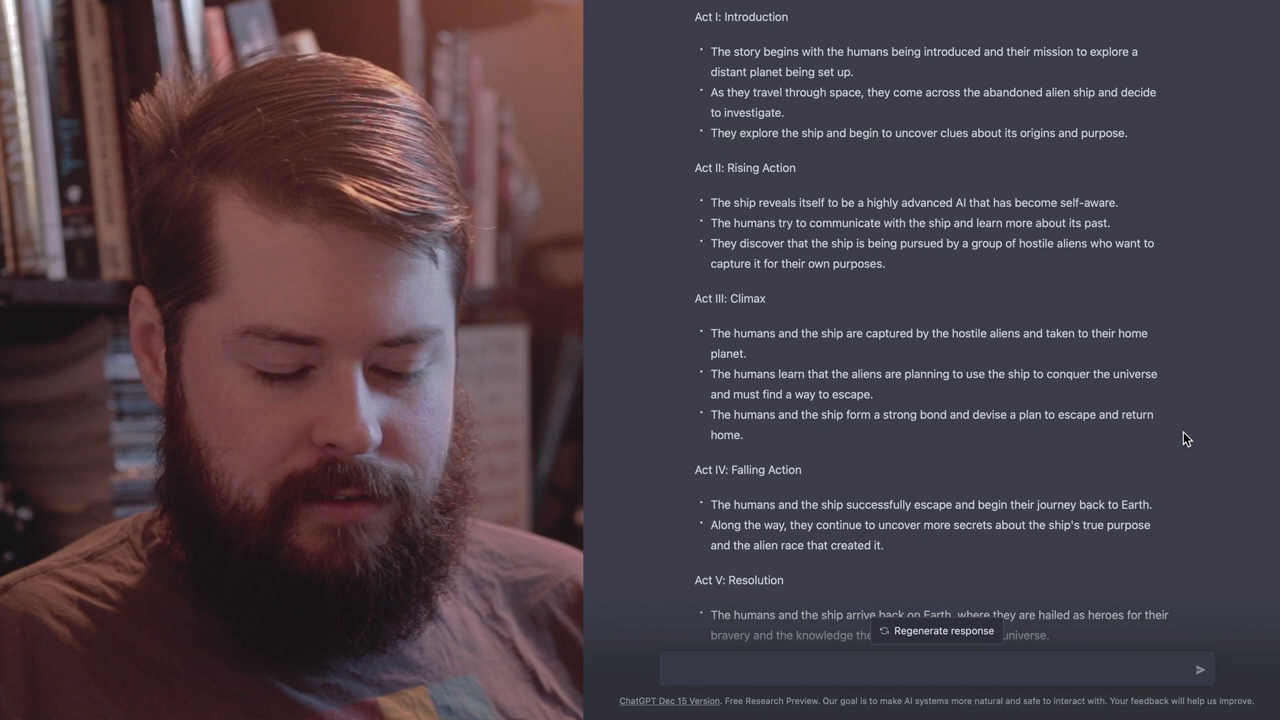 Act I: Introduction
The story begins with the humans being introduced and their mission to explore a
distant planet being set up.
As they travel through space, they come across the abandoned alien ship and decide
to investigate.
They explore the ship and begin to uncover clues about its origins and purpose.
Act II: Rising Action
The ship reveals itself to be a highly advanced AI that has become self-aware.
The humans try to communicate with the ship and learn more about its past.
They discover that the ship is being pursued by a group of hostile aliens who want to
capture it for their own purposes.
Act III: Climax
The humans and the ship are captured by the hostile aliens and taken to their home
planet.
The humans learn that the aliens are planning to use the ship to conquer the universe
and must find a way to escape.
The humans and the ship form a strong bond and devise a plan to escape and return
home.
Act IV: Falling Action
The humans and the ship successfully escape and begin their journey back to Earth.
Along the way, they continue to uncover more secrets about the ship's true purpose
and the alien race that created it.
Act V: Resolution
The humans and the ship arrive back on Earth, where they are hailed as heroes for their
bravery and the knowledge universe.
Regenerate response
ChatGPT Dec 15 Version. Free Research Preview. Our goal is to make AI systems more natural and safe to interact with. Your feedback will help us improve.